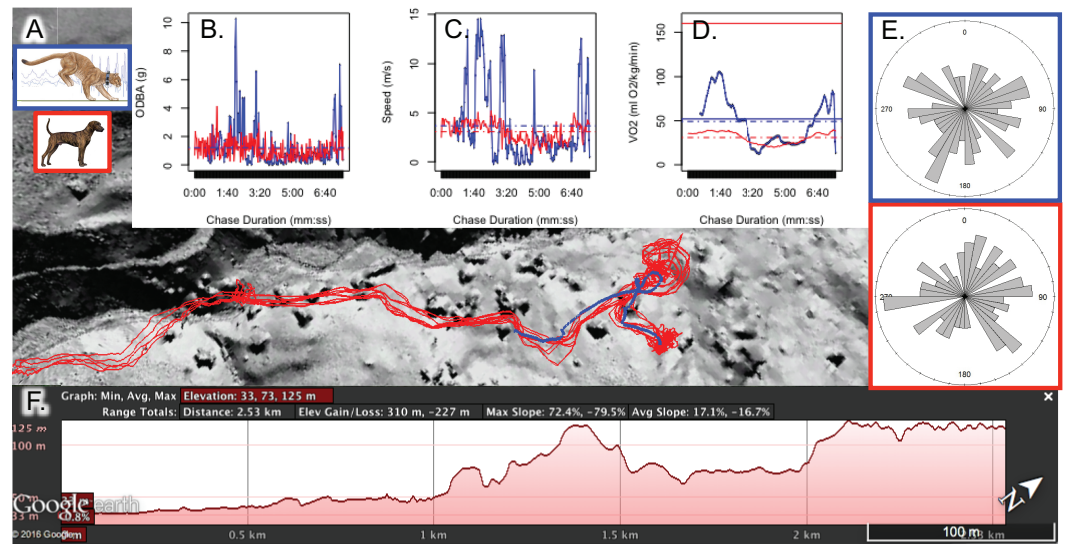 A
B.
C.
D.
E.
ODBA (g)
10
8
6
4
2
0
0:00 1:40 3:20 5:00 6:40
Chase Duration (mm:ss)
Speed (m/s)
15
10
5
0
0:00 1:40 3:20 5:00 6:40
Chase Duration (mm:ss)
VO2 (ml O2/kg/min)
150
100
50
0
0:00 1:40 3:20 5:00 6:40
Chase Duration (mm:ss)
0
270
90
180
0
270
90
180
F.
Graph: Min, Avg, Max Elevation: 33, 73, 125 m
Range Totals: Distance: 2.53 km Elev Gain/Loss: 310 m, -227 m Max Slope: 72.4%, -79.5% Avg Slope: 17.1%, -16.7%
125 m
100 m
33 m
Google earth
© 2016 Google
0.5 km 1 km 1.5 km 2 km
N
100 m